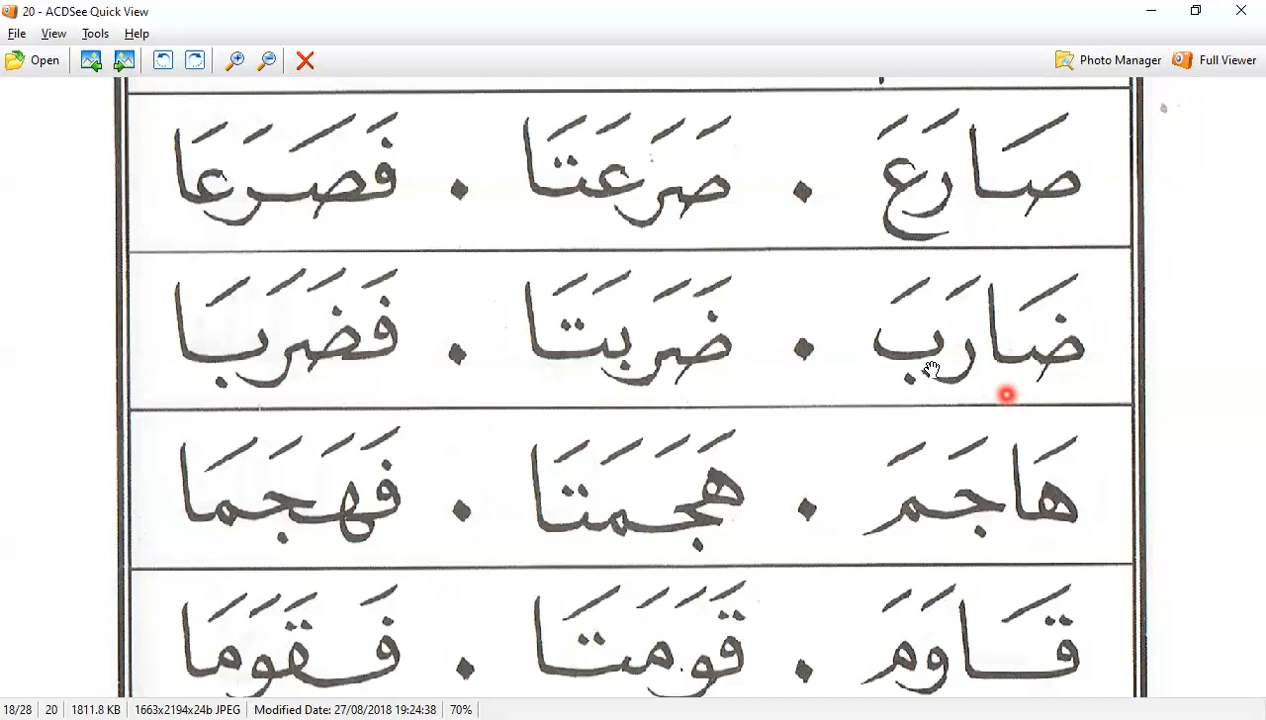 20 - ACDSee Quick View
File View Tools Help
Open Photo Manager Full Viewer
صَارَعَ . صَرَعَتَا . فَصَرَعَا
ضَارَبَ . ضَرَبَتَا . فَضَرَبَا
هَاجَمَ . هَجَمَتَا . فَهَجَمَا
قَاوَمَ . قَوَمَتَا . فَقَوَمَا
18/28 20 1811.8 KB 1663x2194x24b JPEG Modified Date: 27/08/2018 19:24:38 70%